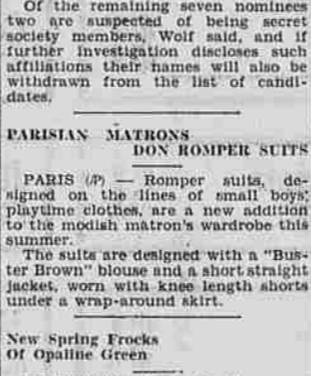 Of the remaining seven nominees
two are suspected of being secret
society members, Wolf said, and if
further investigation discloses such
affiliations their names will also be
withdrawn from the list of candi-
dates.
PARISIAN MATRONS
DON ROMPER SUITS
PARIS (AP) — Romper suits, de-
signed on the lines of small boys'
playtime clothes, are a new addition
to the modish matron's wardrobe this
summer.
The suits are designed with a "Bus-
ter Brown" blouse and a short straight
jacket, worn with knee length shorts
under a wrap-around skirt.
New Spring Frocks
Of Opaline Green